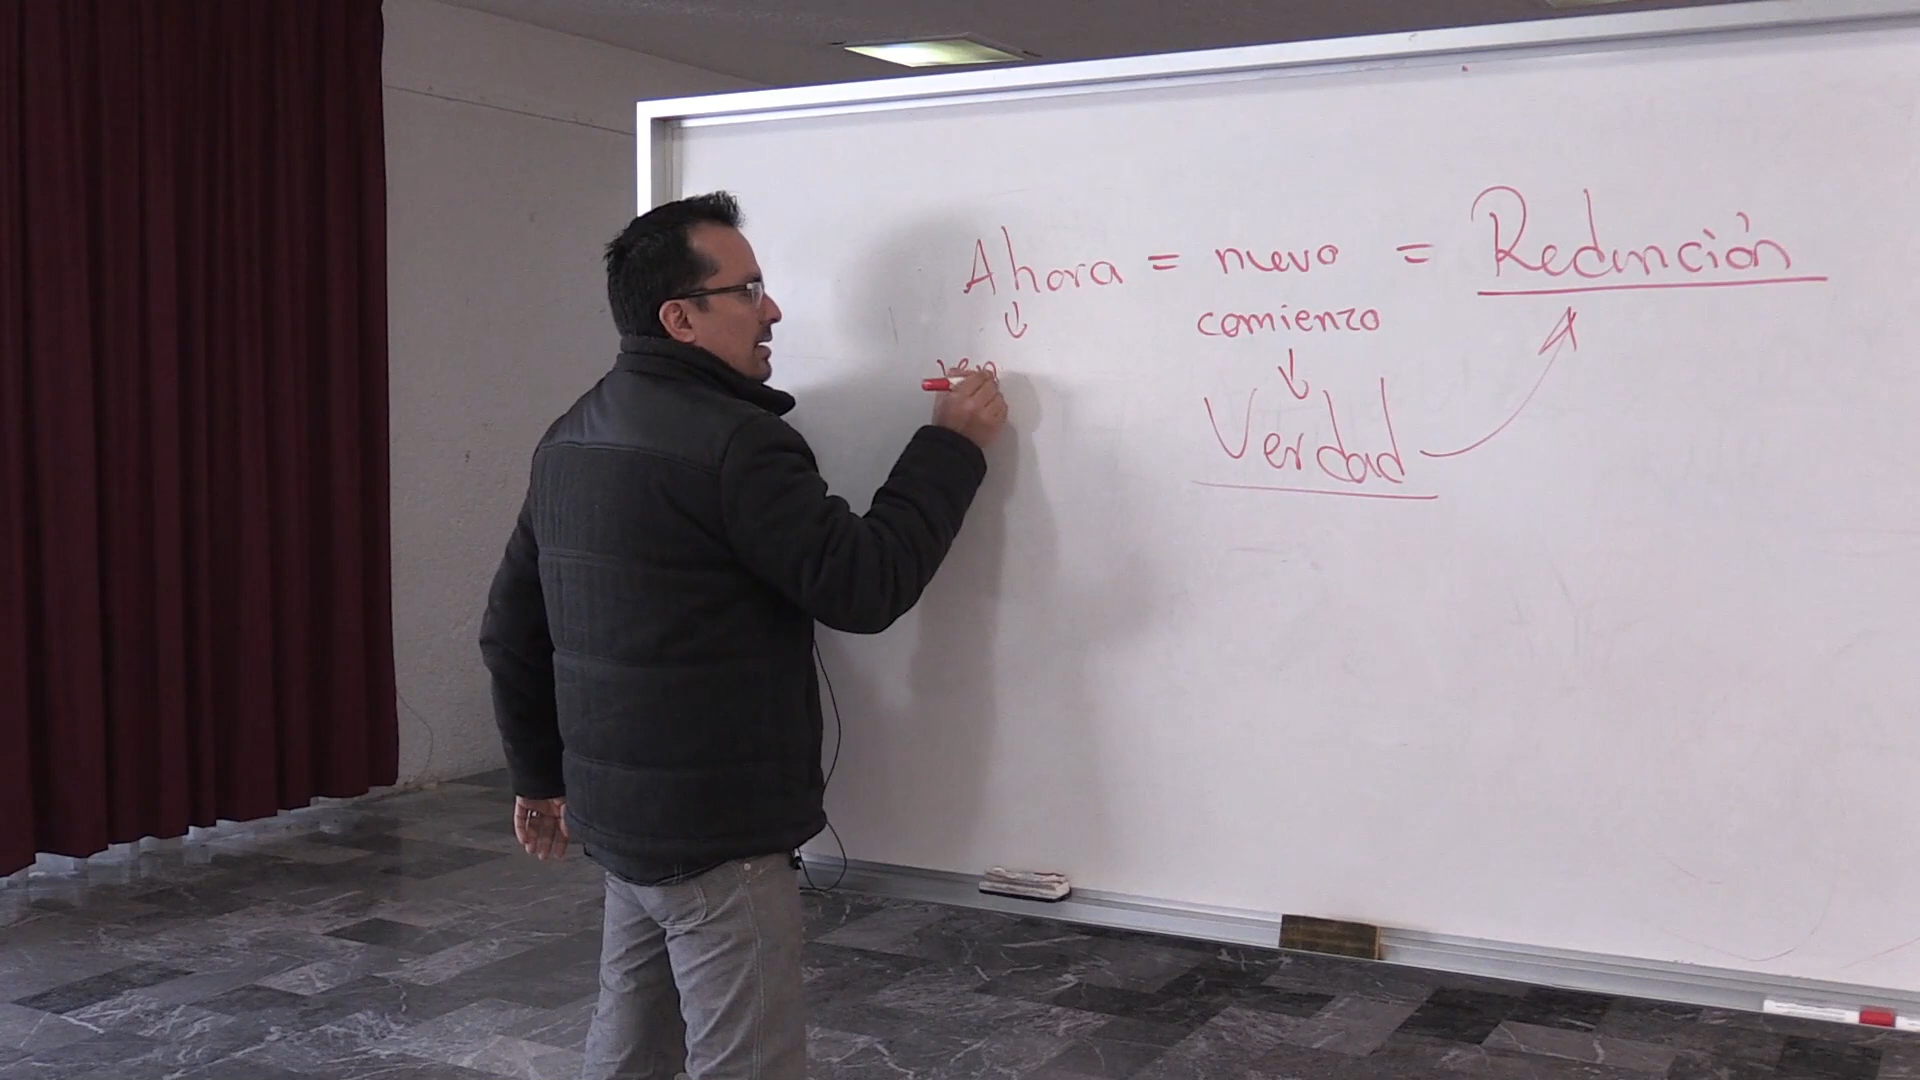 Ahora = nuevo = Redención
comienzo
Verdad